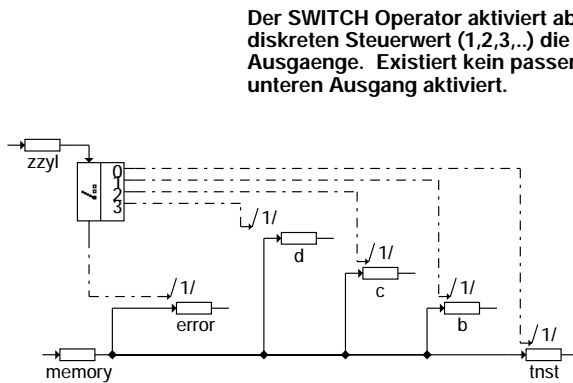 Der SWITCH Operator aktiviert ab
diskreten Steuerwert (1,2,3,..) die
Ausgaenge. Existiert kein passer
unteren Ausgang aktiviert.
zzyl
0
1
2
3
/1/
d
/1/
c
/1/
error
/1/
b
/1/
memory
tnst